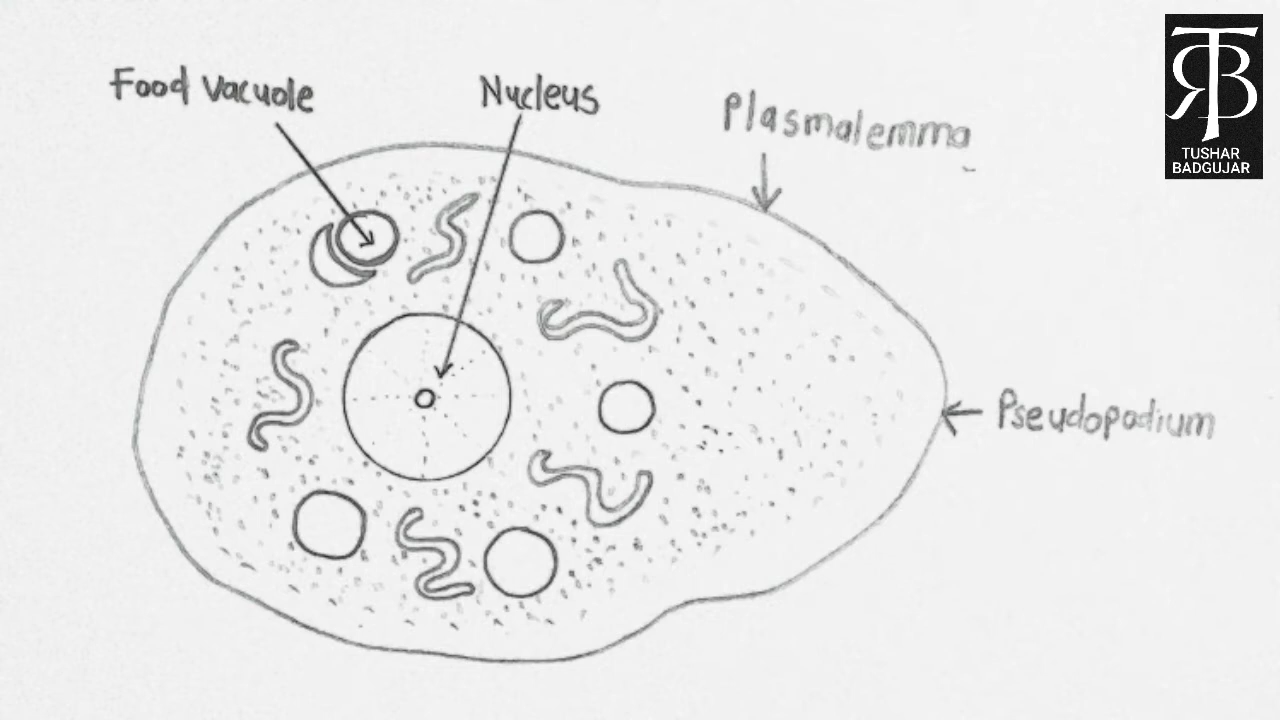 Food Vacuole
Nucleus
Plasmalemma
Pseudopodium
TUSHAR
BADGUJAR